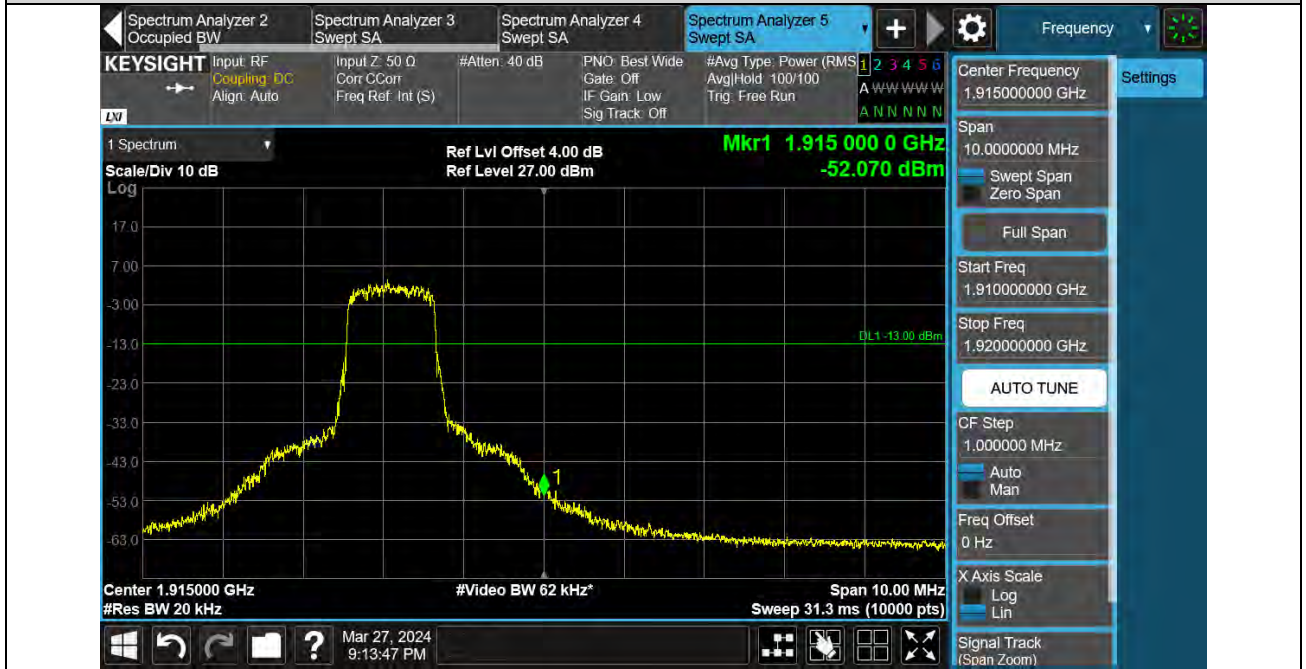 Spectrum Analyzer 2
Occupied BW
Spectrum Analyzer 3
Swept SA
Spectrum Analyzer 4
Swept SA
Spectrum Analyzer 5
Swept SA
+
Frequency
KEYSIGHT
Input: RF
Coupling: DC
Align: Auto
Input Z: 50 Ω
Corr CCorr
Freq Ref: Int (S)
#Atten: 40 dB
PNO: Best Wide
Gate: Off
IF Gain: Low
Sig Track: Off
#Avg Type: Power (RMS
Avg|Hold: 100/100
Trig: Free Run
1 2 3 4 5 6
A W W W W W
A N N N N N
LXI
1 Spectrum
Scale/Div 10 dB
Log
Ref Lvl Offset 4.00 dB
Ref Level 27.00 dBm
Mkr1 1.915 000 0 GHz
-52.070 dBm
17.0
7.00
-3.00
-13.0
-23.0
-33.0
-43.0
-53.0
-63.0
DL1 -13.00 dBm
1
Center 1.915000 GHz
#Res BW 20 kHz
#Video BW 62 kHz*
Span 10.00 MHz
Sweep 31.3 ms (10000 pts)
Center Frequency
1.915000000 GHz
Settings
Span
10.0000000 MHz
Swept Span
Zero Span
Full Span
Start Freq
1.910000000 GHz
Stop Freq
1.920000000 GHz
AUTO TUNE
CF Step
1.000000 MHz
Auto
Man
Freq Offset
0 Hz
X Axis Scale
Log
Lin
Signal Track
(Span Zoom)
?
Mar 27, 2024
9:13:47 PM